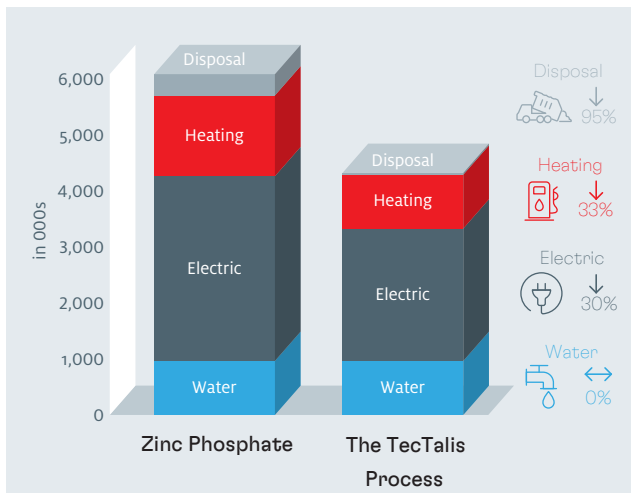 in 000s
6,000
5,000
4,000
3,000
2,000
1,000
0
Disposal
Heating
Electric
Water
Zinc Phosphate
Disposal
Heating
Electric
Water
The TecTalis
Process
Disposal
95%
Heating
33%
Electric
30%
Water
0%